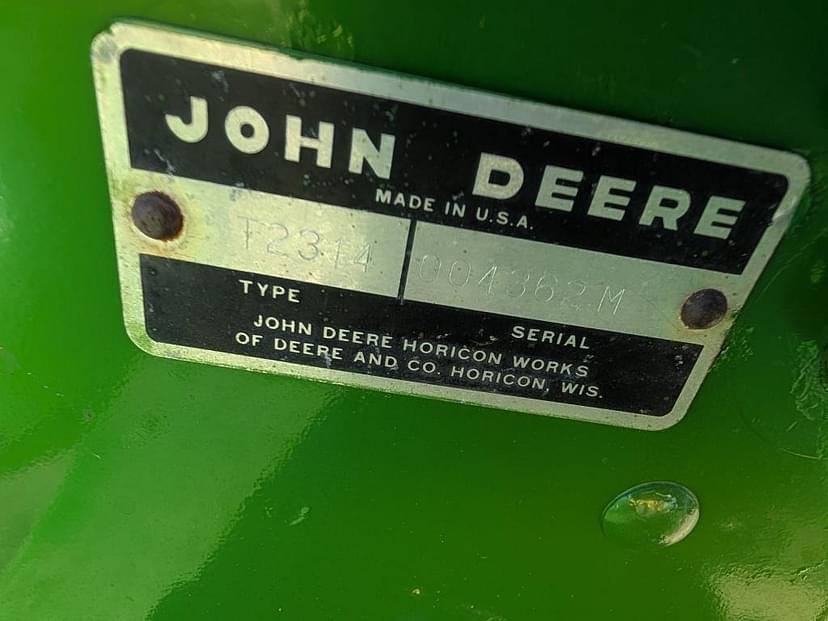 JOHN DEERE
MADE IN U.S.A.
T2314 004362M
TYPE SERIAL
JOHN DEERE HORICON WORKS
OF DEERE AND CO. HORICON, WIS.